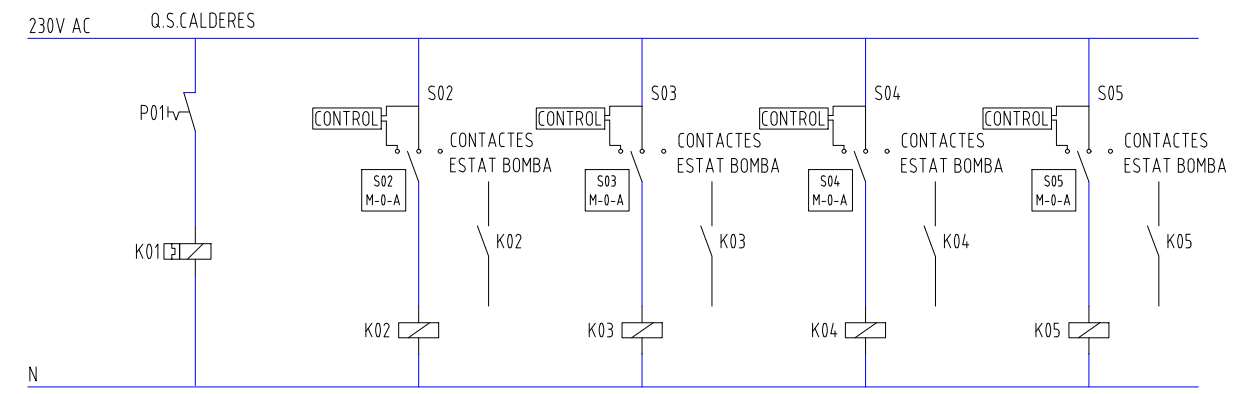 Q.S.CALDERES
230V AC
P01
K01
S02
CONTROL
CONTACTES
ESTAT BOMBA
S02
M-0-A
K02
K02
S03
CONTROL
CONTACTES
ESTAT BOMBA
S03
M-0-A
K03
K03
S04
CONTROL
CONTACTES
ESTAT BOMBA
S04
M-0-A
K04
K04
S05
CONTROL
CONTACTES
ESTAT BOMBA
S05
M-0-A
K05
K05
N